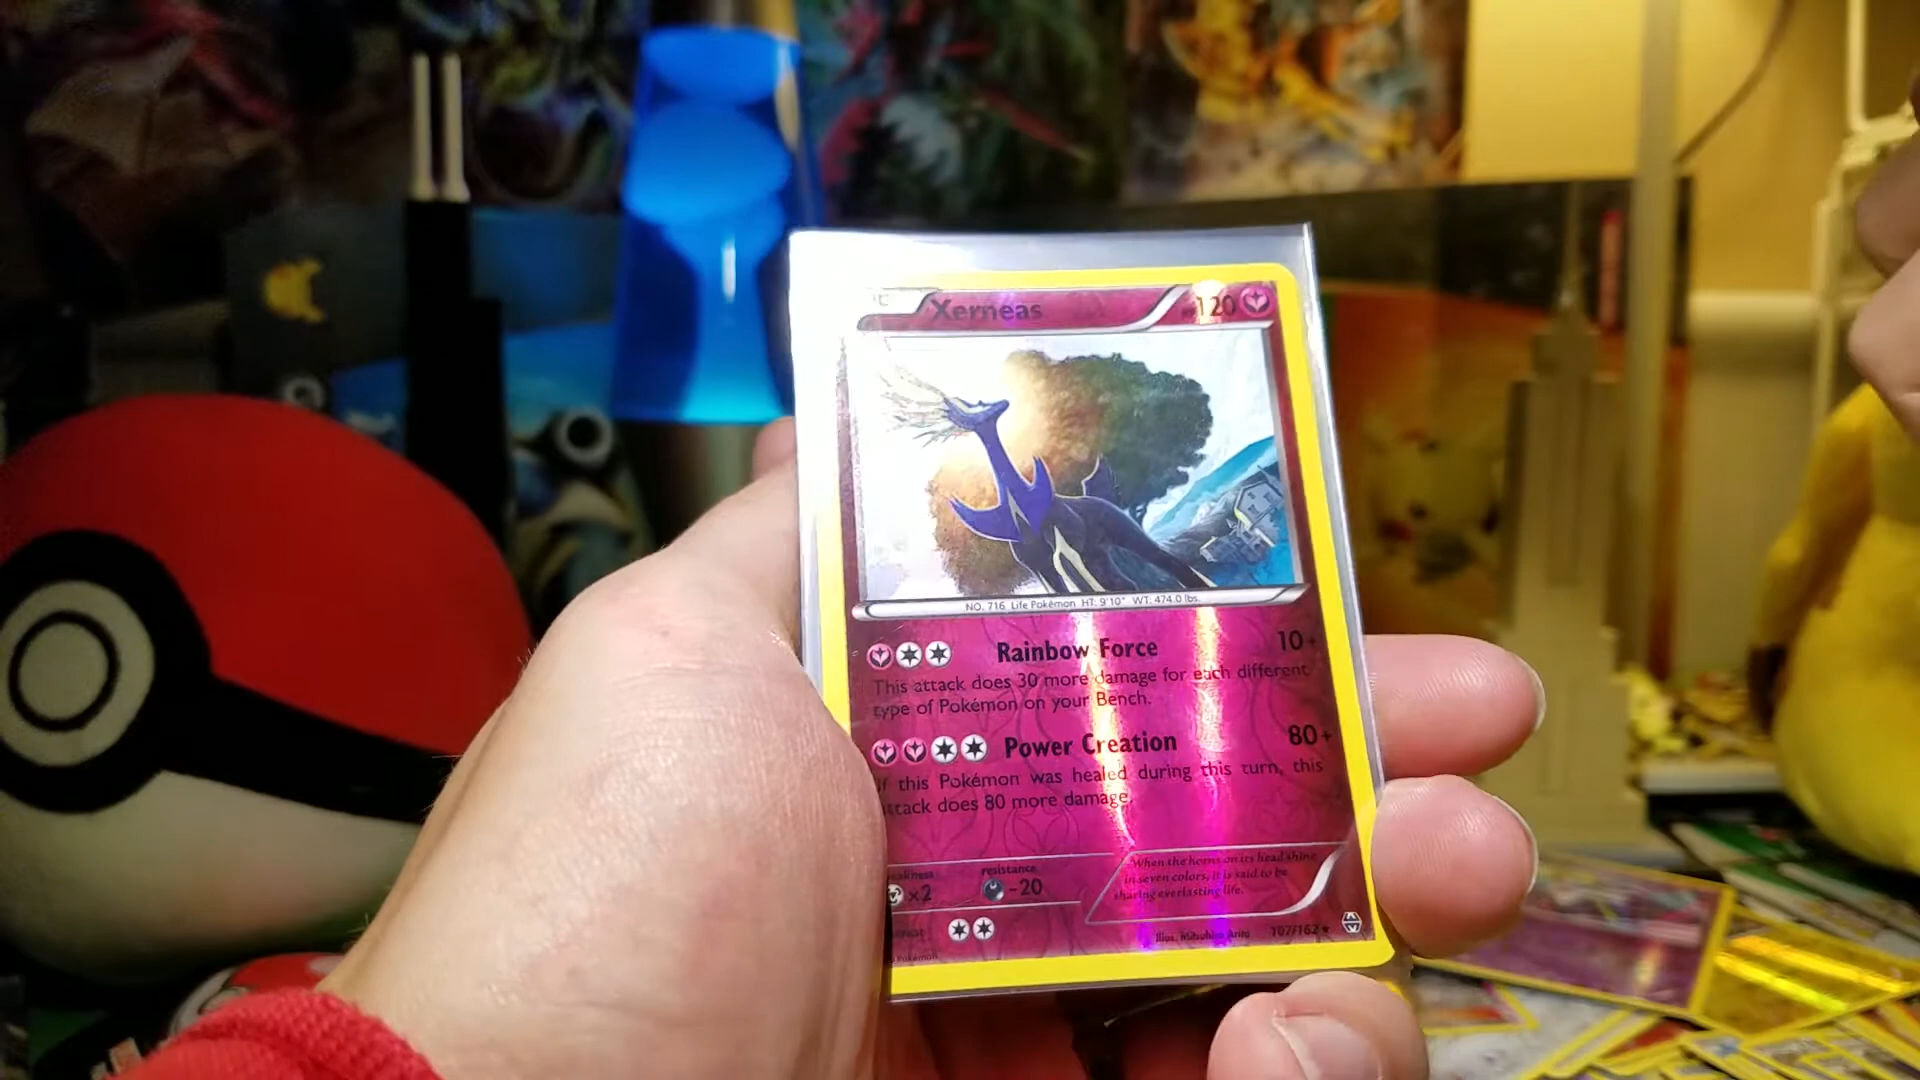 Xerneas
120
NO. 716 Life Pokémon HT: 9'10" WT: 474.0 lbs.
Rainbow Force 10+
This attack does 30 more damage for each different
type of Pokémon on your Bench.
Power Creation 80+
If this Pokémon was healed during this turn, this
attack does 80 more damage.
resistance
×2 -20
When the horns on its head shine
in seven colors, it is said to be
sharing everlasting life.
Illus. Mitsuhiro Arita 107/162 ★
Pokémon